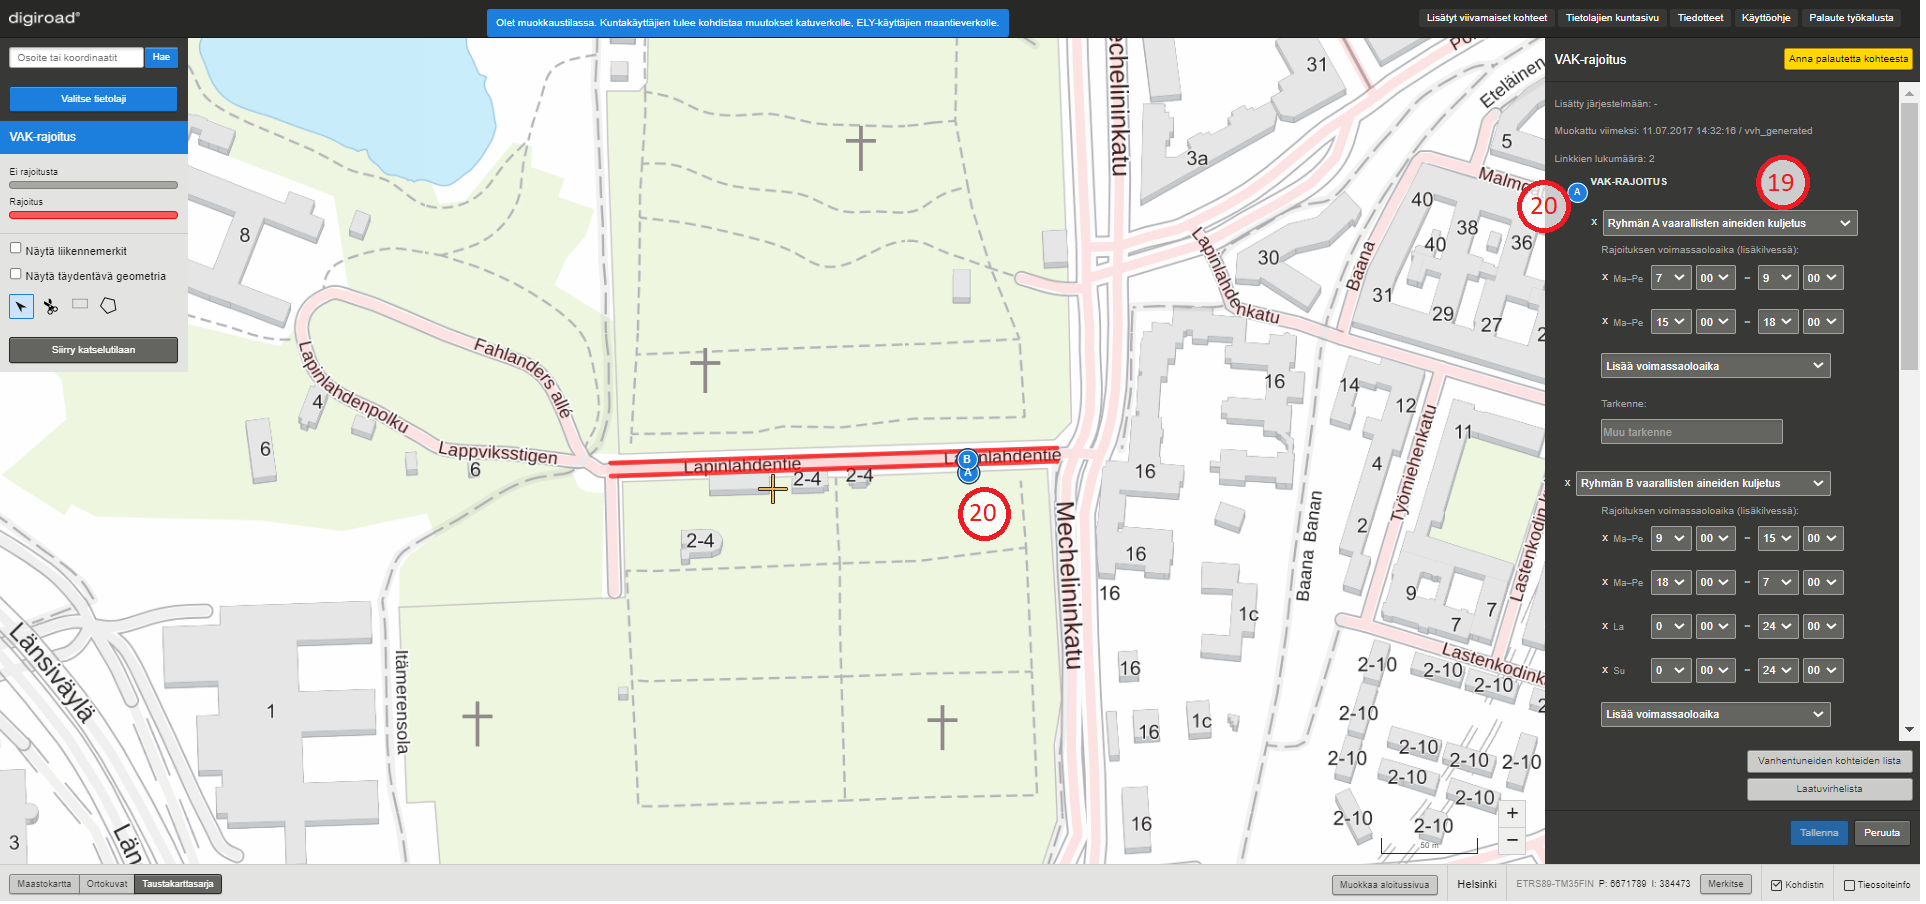 digiroad®
Olet muokkaustilassa. Kuntakäyttäjien tulee kohdistaa muutokset katuverkolle, ELY-käyttäjien maantieverkolle.
Lisätyt viivamaiset kohteet
Tietolajien kuntasivu
Tiedotteet
Käyttöohje
Palaute työkalusta
Osoite tai koordinaatit
Hae
Valitse tietolaji
VAK-rajoitus
Ei rajoitusta
Rajoitus
Näytä liikennemerkit
Näytä täydentävä geometria
Siirry katselutilaan
8
6
4
6
1
3
Lapinlahdenpolku
Fahlanders allé
Lappviksstigen
Lapinlahdentie
Lapinlahdentie
B
A
20
2-4
2-4
2-4
Länsiväylä
Län
Itämerensola
Mechelininkatu
Mechelininkatu
31
3a
Eteläinen
5
Malmga
40
38
40
36
31
29
27
30
Lapinlahdenkatu
Baana
16
14
12
11
4
2
16
16
16
Työmiehenkatu
Baana Banan
9
7
7
1c
1c
16
16
16
Lastenkodin
Lastenkodink
2-10
2-10
2-10
2-10
2-10
2-10
2-10
2-10
2-10
2-10
2-10
2-10
50 m
+
−
VAK-rajoitus
Anna palautetta kohteesta
Lisätty järjestelmään: -
Muokattu viimeksi: 11.07.2017 14:32:16 / vvh_generated
Linkkien lukumäärä: 2
20
A
VAK-RAJOITUS
19
x Ryhmän A vaarallisten aineiden kuljetus
Rajoituksen voimassaoloaika (lisäkilvessä):
x Ma–Pe 7 00 – 9 00
x Ma–Pe 15 00 – 18 00
Lisää voimassaoloaika
Tarkenne:
Muu tarkenne
x Ryhmän B vaarallisten aineiden kuljetus
Rajoituksen voimassaoloaika (lisäkilvessä):
x Ma–Pe 9 00 – 15 00
x Ma–Pe 18 00 – 7 00
x La 0 00 – 24 00
x Su 0 00 – 24 00
Lisää voimassaoloaika
Vanhentuneiden kohteiden lista
Laatuvirhelista
Tallenna
Peruuta
Maastokartta
Ortokuvat
Taustakarttasarja
Muokkaa aloitussivua
Helsinki
ETRS89-TM35FIN P: 6671789 I: 384473
Merkitse
Kohdistin
Tieosoiteinfo